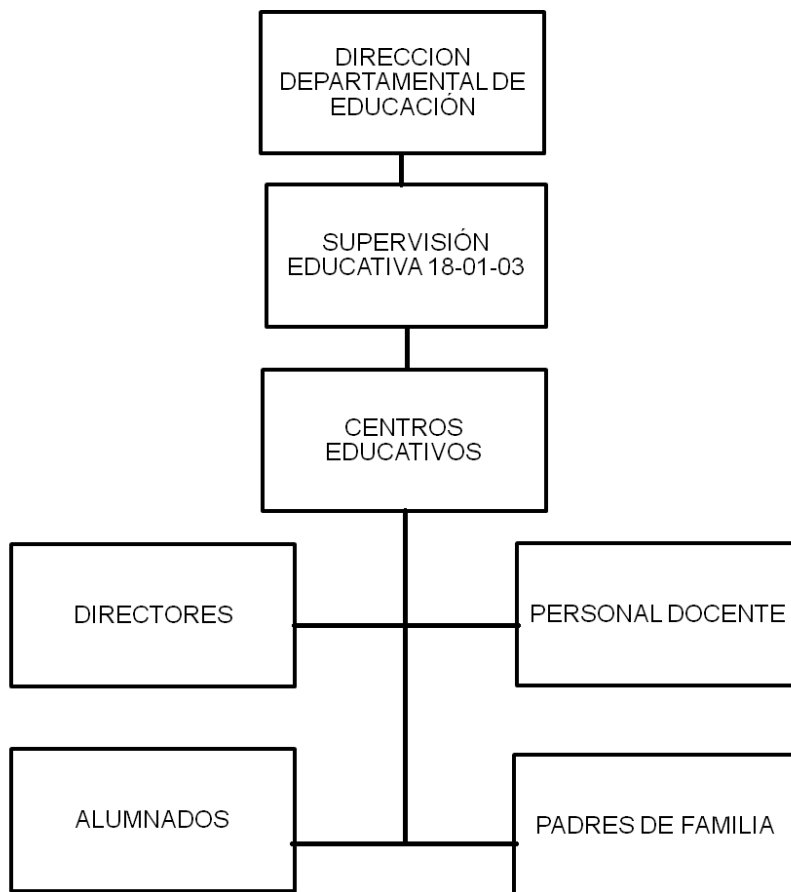 DIRECCION
DEPARTAMENTAL DE
EDUCACIÓN
SUPERVISIÓN
EDUCATIVA 18-01-03
CENTROS
EDUCATIVOS
DIRECTORES
PERSONAL DOCENTE
ALUMNADOS
PADRES DE FAMILIA